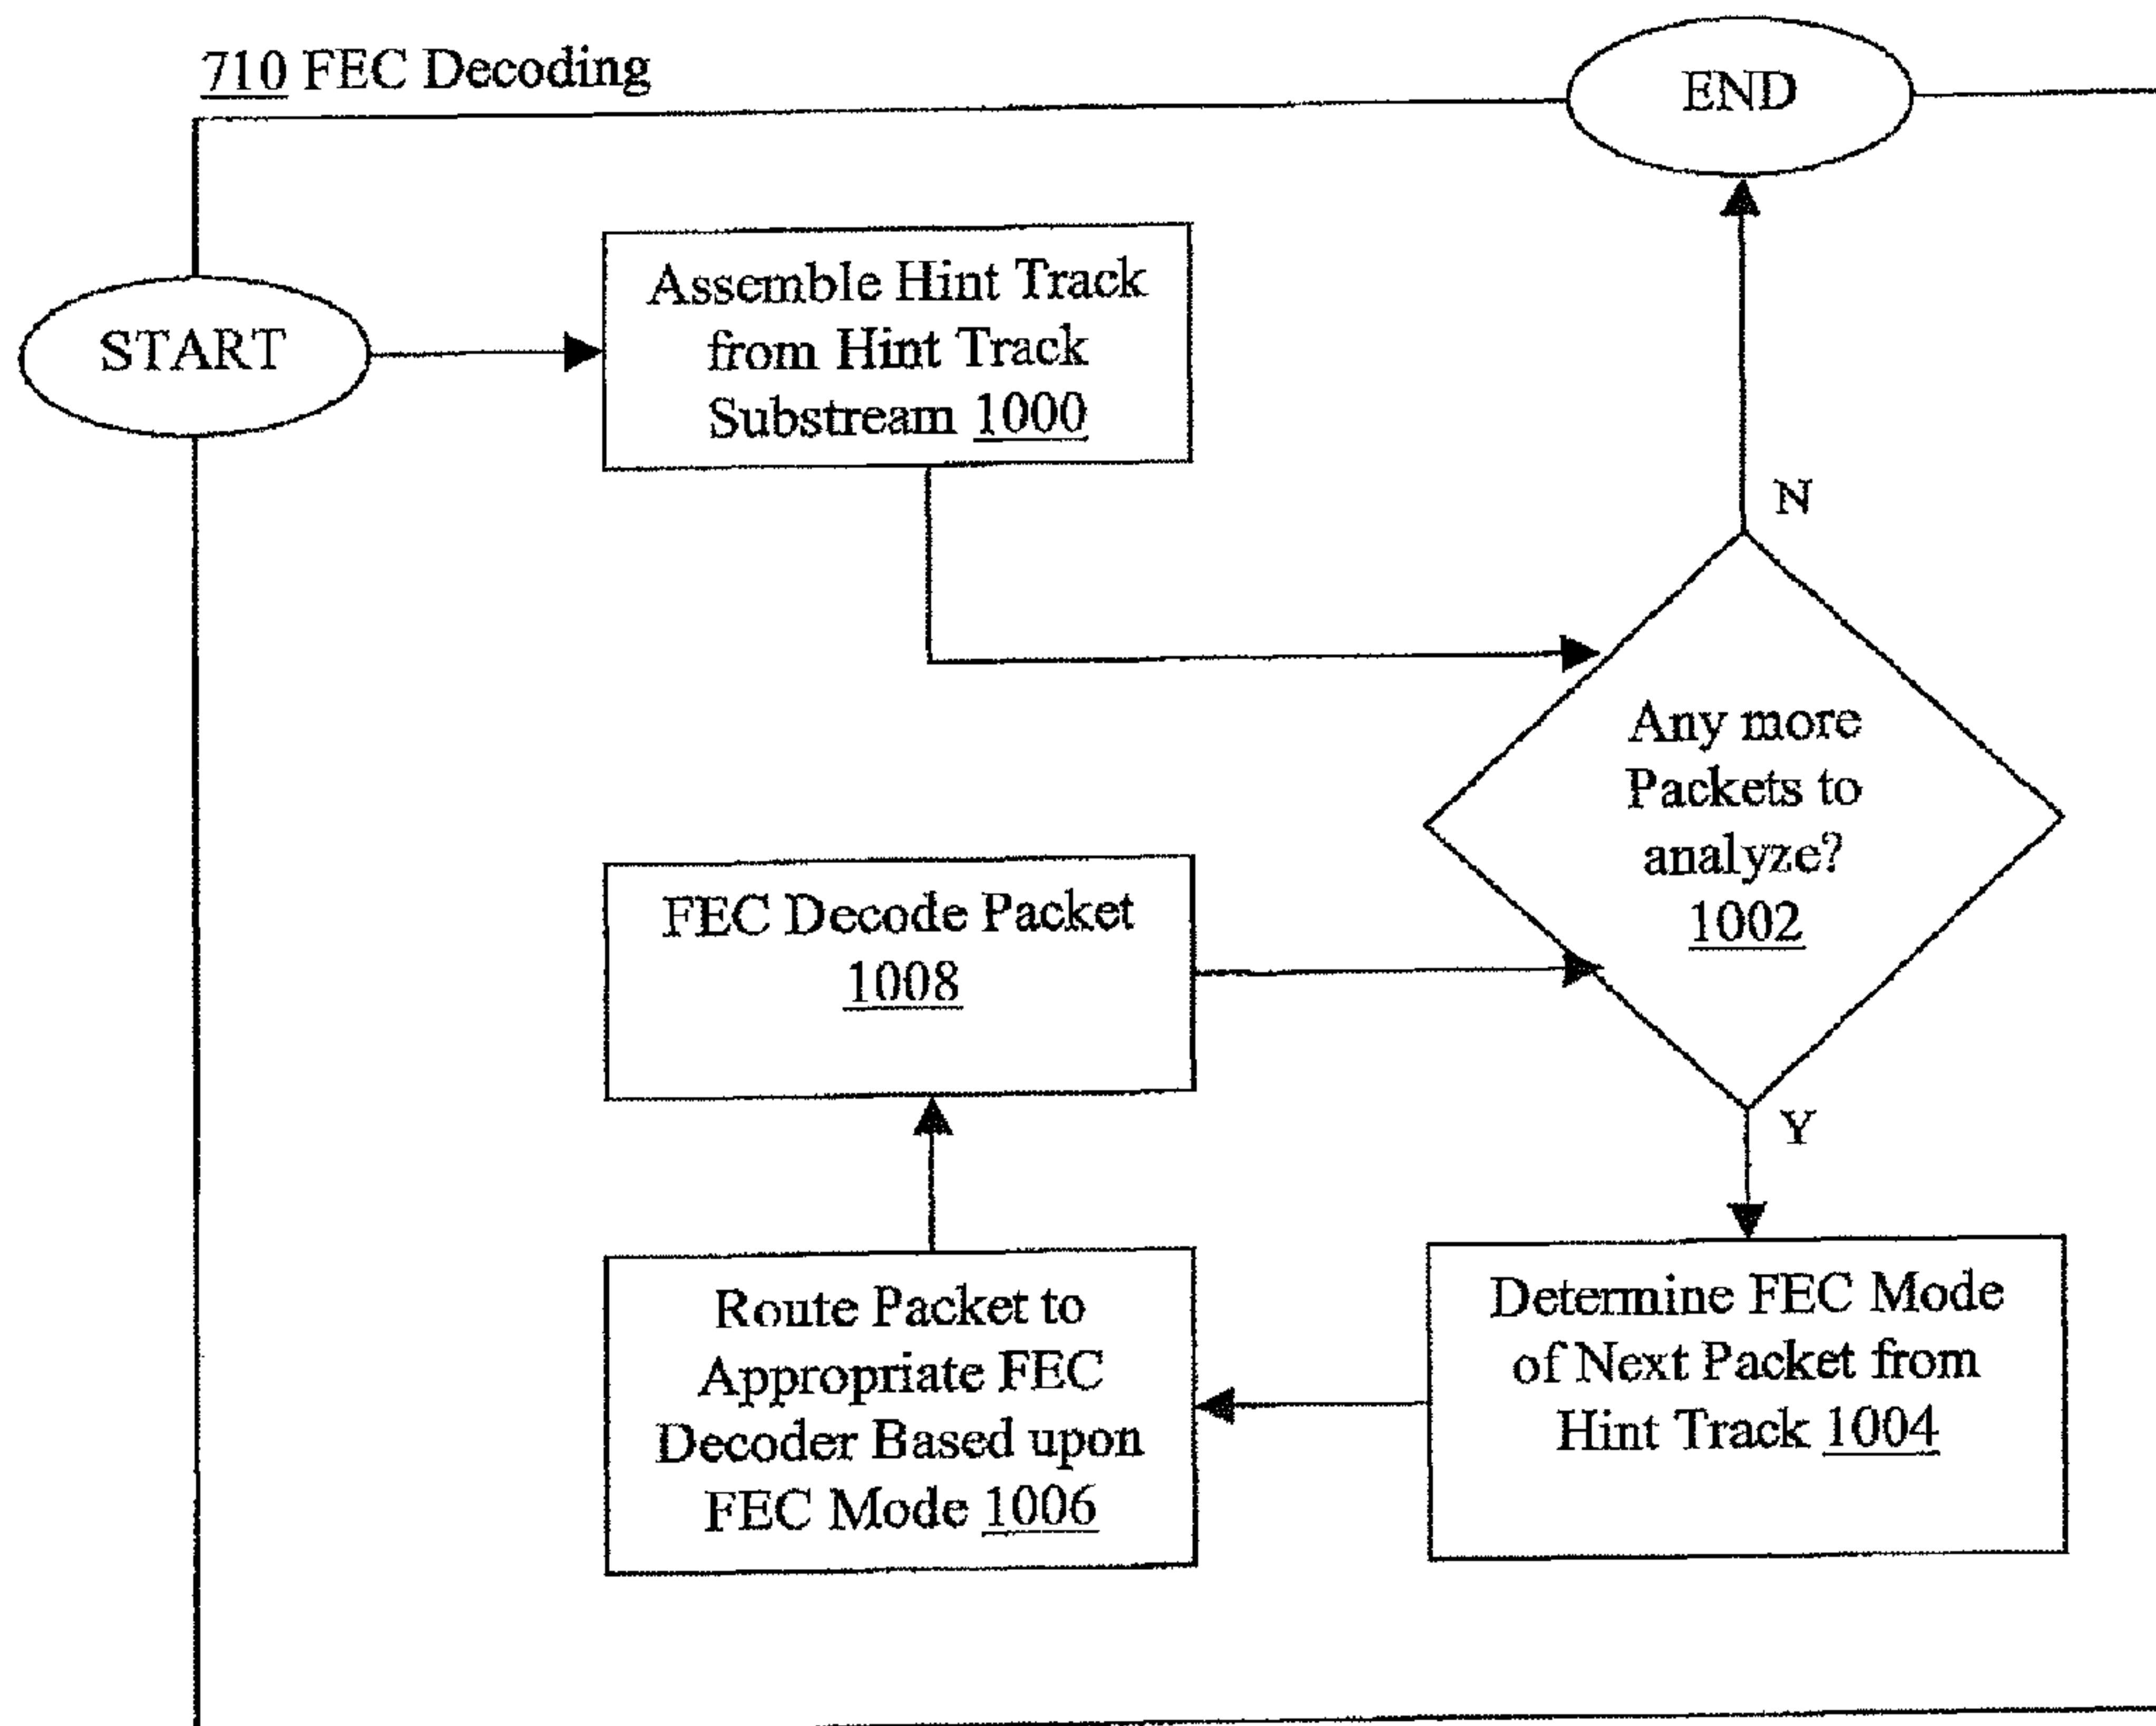 710 FEC Decoding
END
START
Assemble Hint Track
from Hint Track
Substream 1000
N
Any more
Packets to
analyze?
1002
FEC Decode Packet
1008
Y
Route Packet to
Appropriate FEC
Decoder Based upon
FEC Mode 1006
Determine FEC Mode
of Next Packet from
Hint Track 1004